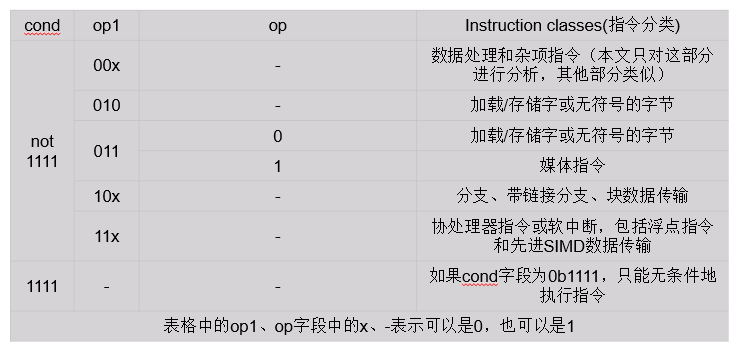 cond op1 op Instruction classes(指令分类)
00x - 数据处理和杂项指令（本文只对这部分
进行分析，其他部分类似）
not
1111
010 - 加载/存储字或无符号的字节
011 0 加载/存储字或无符号的字节
1 媒体指令
10x - 分支、带链接分支、块数据传输
11x - 协处理器指令或软中断，包括浮点指令
和先进SIMD数据传输
1111 - - 如果cond字段为0b1111，只能无条件地
执行指令
表格中的op1、op字段中的x、-表示可以是0，也可以是1